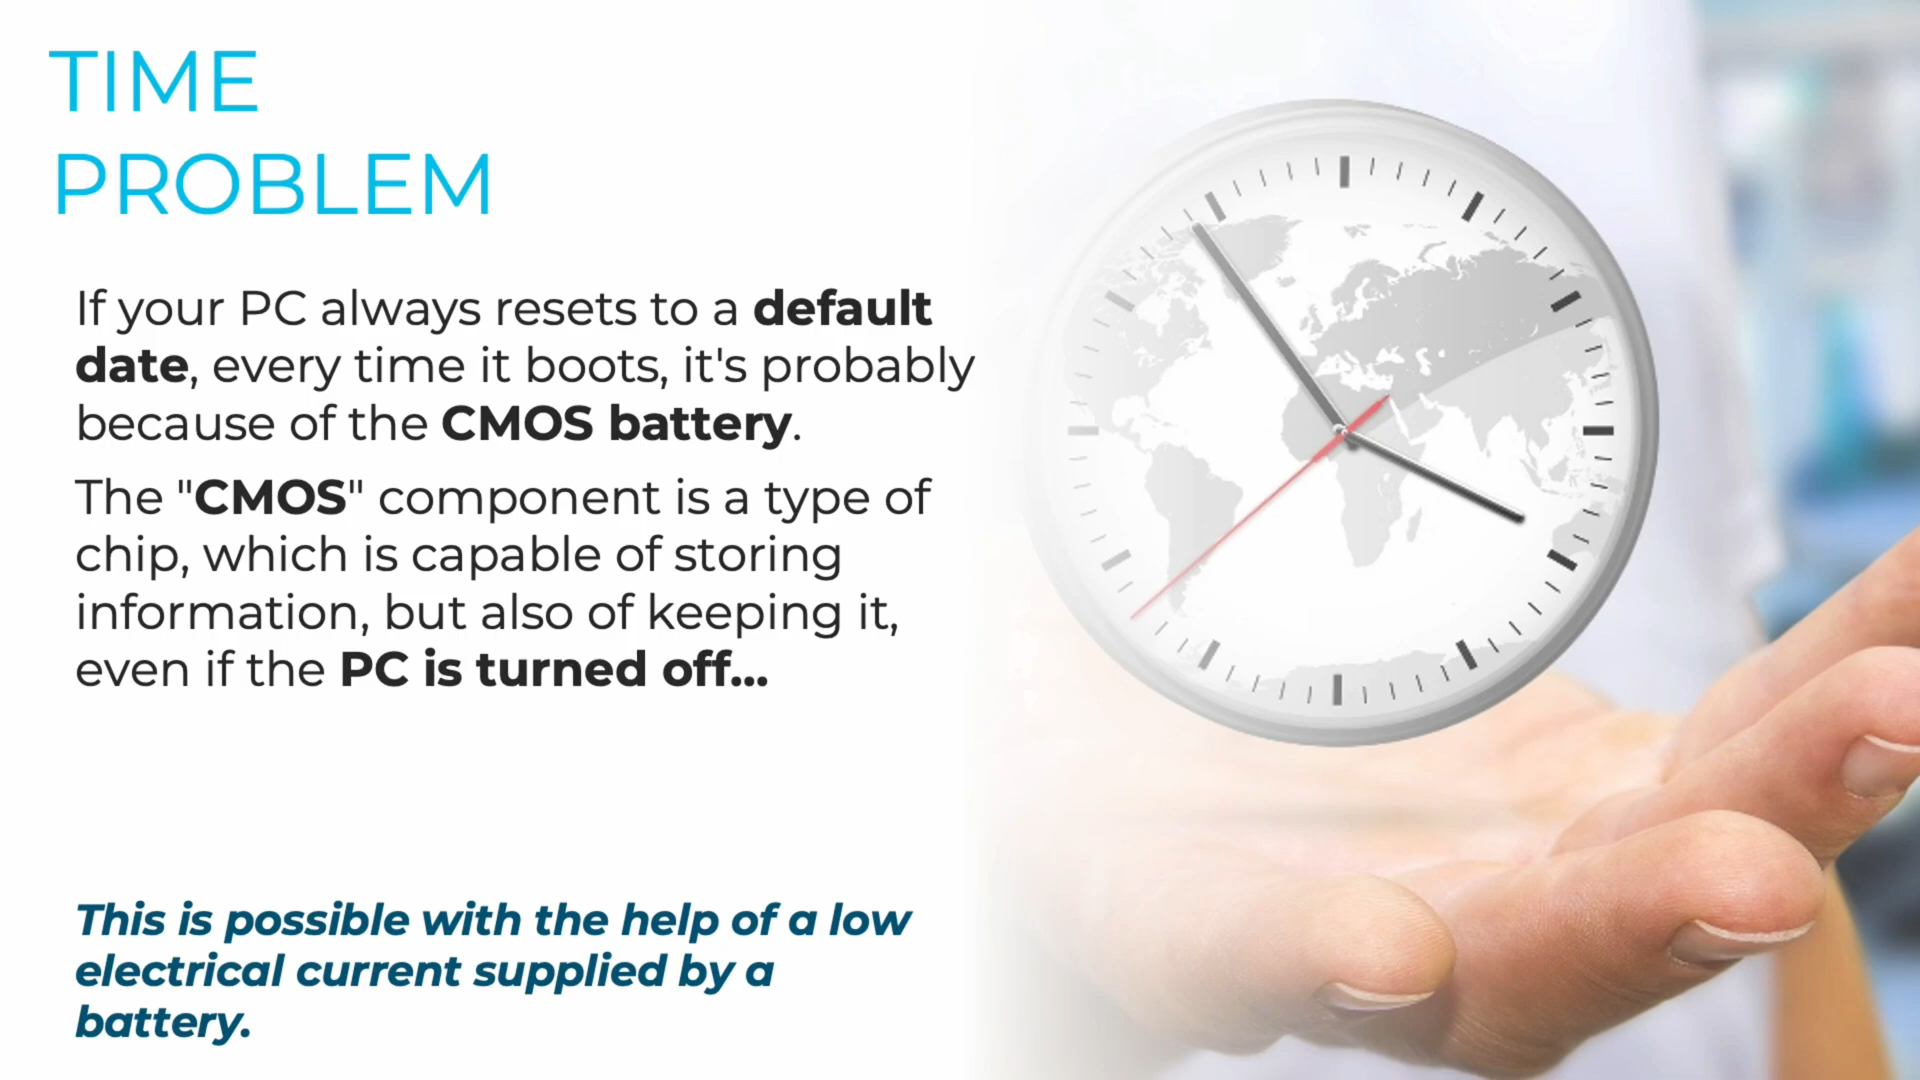 TIME
PROBLEM
If your PC always resets to a default
date, every time it boots, it's probably
because of the CMOS battery.
The "CMOS" component is a type of
chip, which is capable of storing
information, but also of keeping it,
even if the PC is turned off...
This is possible with the help of a low
electrical current supplied by a
battery.